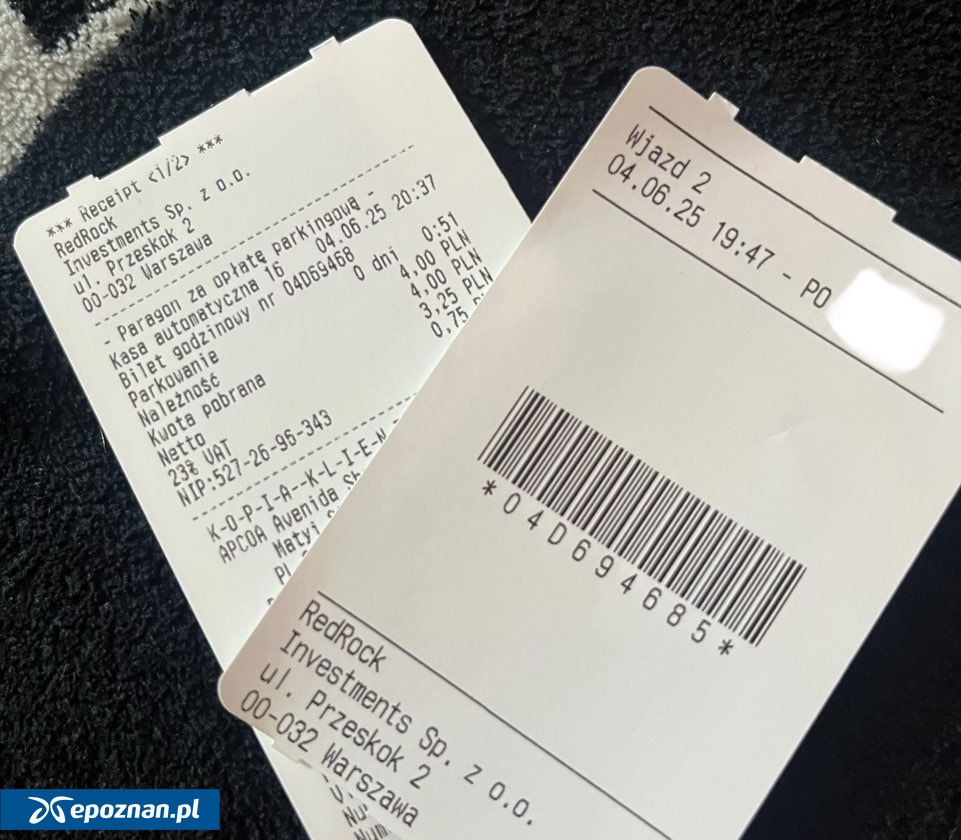 *** Receipt <1/2> ***
RedRock
Investments Sp. z o.o.
ul. Przeskok 2
00-032 Warszawa
- Paragon za opłatę parkingową -
Kasa automatyczna 16 04.06.25 20:37
Bilet godzinowy nr 04D69468
Parkowanie 0 dni 0:51
Należność 4,00 PLN
Kwota pobrana 4,00 PLN
Netto 3,25 PLN
23% VAT 0,75
NIP:527-26-96-343
K-O-P-I-A--K-L-I-E-N
APCOA Avenida
Wjazd 2
04.06.25 19:47 - PO
*04D694685*
RedRock
Investments Sp. z o.o.
ul. Przeskok 2
00-032 Warszawa
epoznan.pl